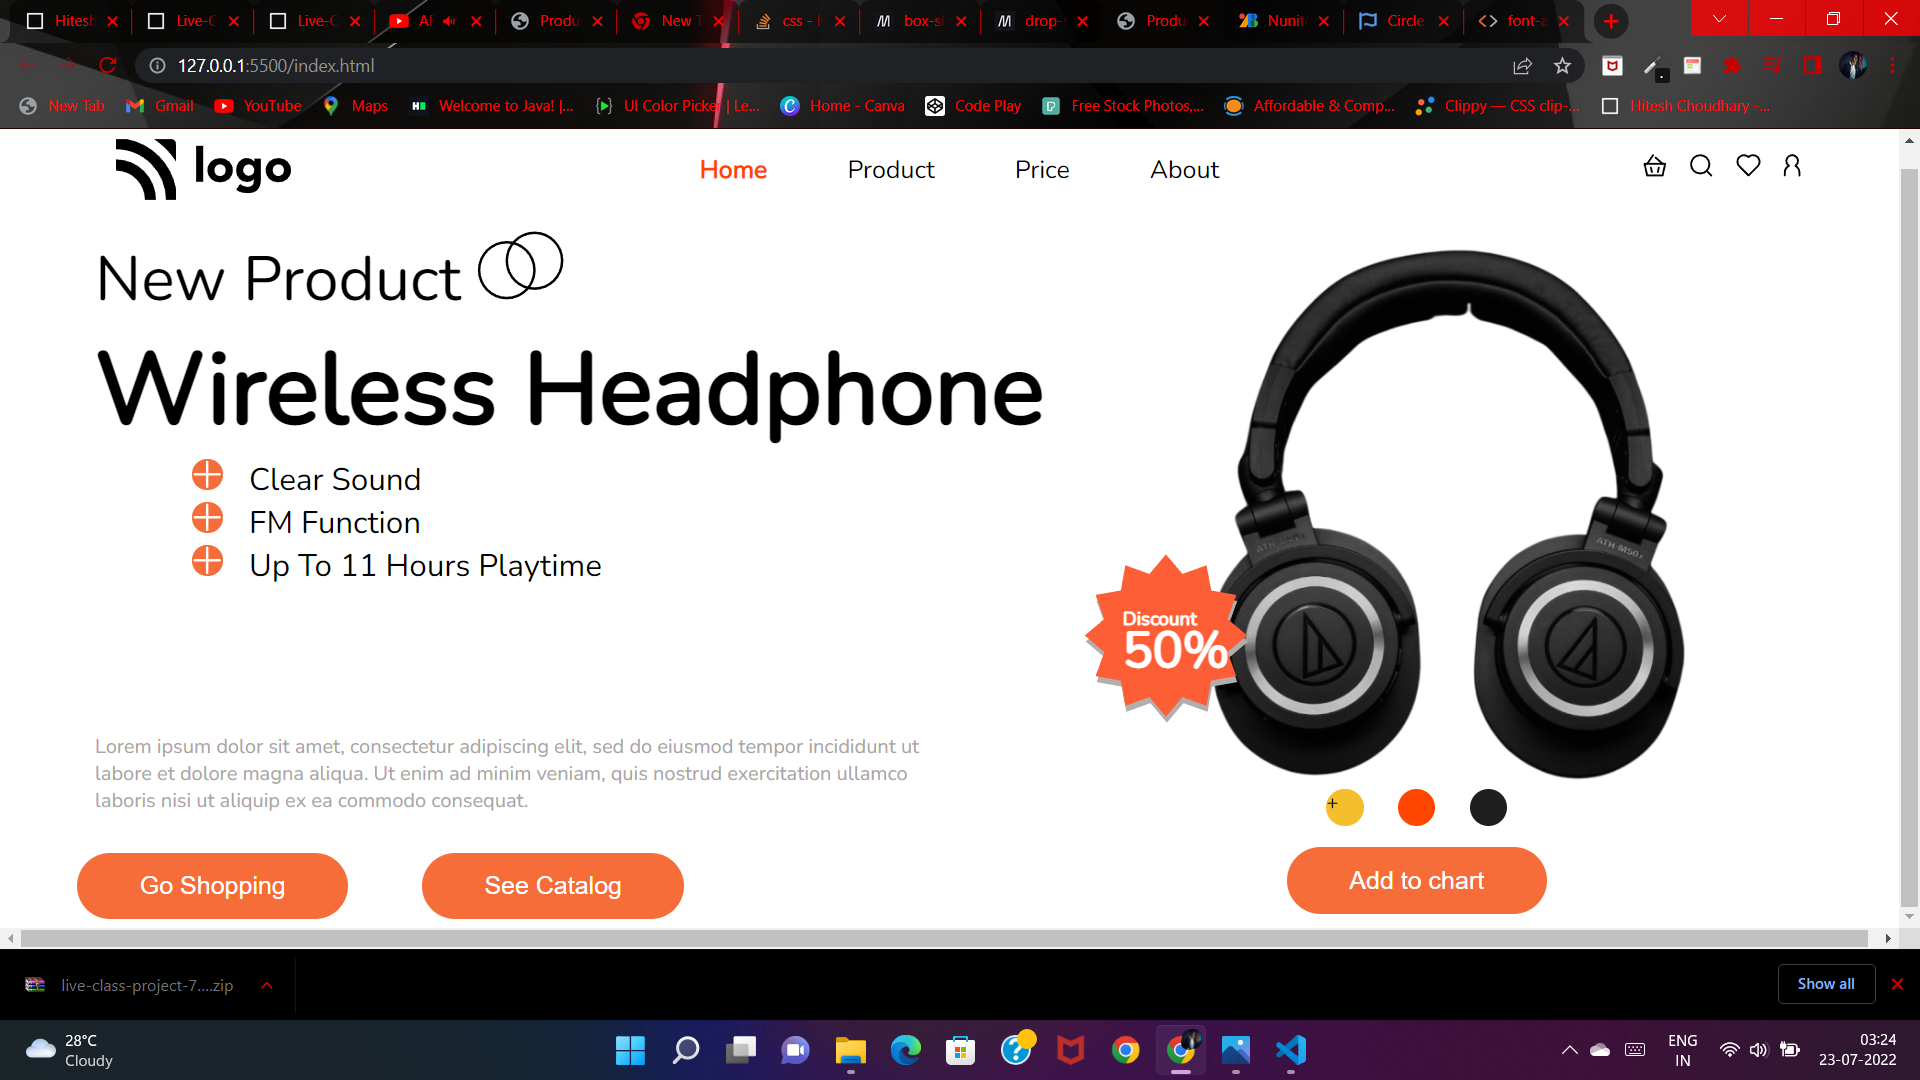 Hitesh
Live-C
Live-C
Produ
New T
css -
box-sh
drop-s
Produ
Nunit
Circle
font-a
127.0.0.1:5500/index.html
New Tab
Gmail
YouTube
Maps
Welcome to Java! |...
UI Color Picker | Le...
Home - Canva
Code Play
Free Stock Photos,...
Affordable & Comp...
Clippy — CSS clip-...
Hitesh Choudhary -...
logo
Home
Product
Price
About
New Product
Wireless Headphone
Clear Sound
FM Function
Up To 11 Hours Playtime
ATH-M50x
Discount
50%
Lorem ipsum dolor sit amet, consectetur adipiscing elit, sed do eiusmod tempor incididunt ut
labore et dolore magna aliqua. Ut enim ad minim veniam, quis nostrud exercitation ullamco
laboris nisi ut aliquip ex ea commodo consequat.
+
Go Shopping
See Catalog
Add to chart
live-class-project-7....zip
Show all
28°C
Cloudy
ENG
IN
03:24
23-07-2022